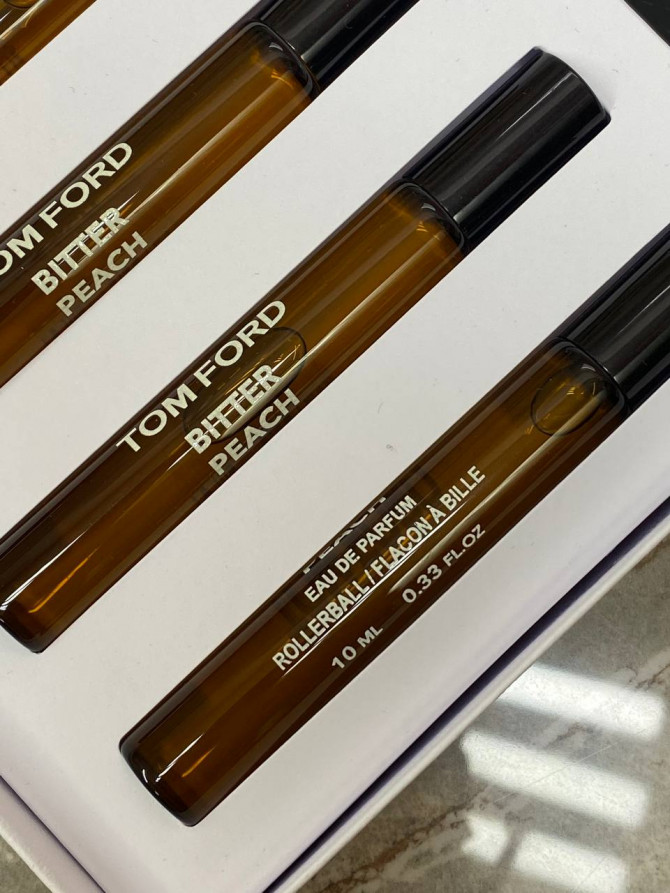 OM FORD
BITTER
PEACH
TOM FORD
BITTER
PEACH
PEACH
EAU DE PARFUM
ROLLERBALL / FLACON À BILLE
10 ML 0.33 FL OZ